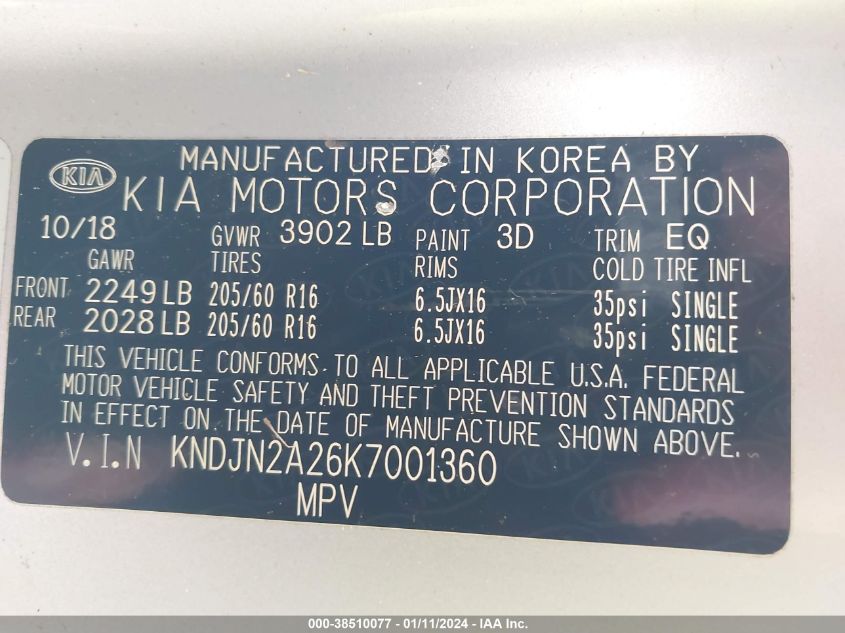 MANUFACTURED IN KOREA BY
KIA KIA MOTORS CORPORATION
10/18 GVWR 3902 LB PAINT 3D TRIM EQ
GAWR TIRES RIMS COLD TIRE INFL
FRONT 2249 LB 205/60 R16 6.5JX16 35psi SINGLE
REAR 2028 LB 205/60 R16 6.5JX16 35psi SINGLE
THIS VEHICLE CONFORMS TO ALL APPLICABLE U.S.A. FEDERAL
MOTOR VEHICLE SAFETY AND THEFT PREVENTION STANDARDS
IN EFFECT ON THE DATE OF MANUFACTURE SHOWN ABOVE.
V.I.N KNDJN2A26K7001360
MPV
000-38510077 - 01/11/2024 - IAA Inc.